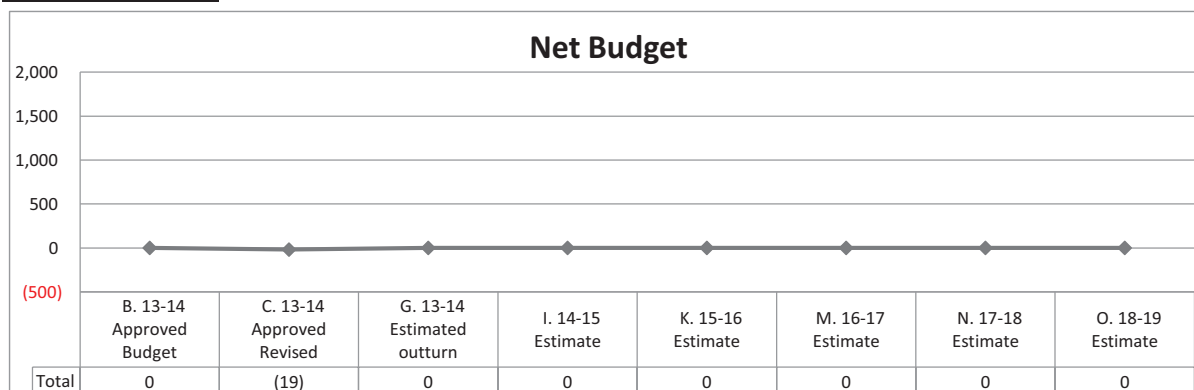 Net Budget
2,000
1,500
1,000
500
0
(500)
B. 13-14 Approved Budget
C. 13-14 Approved Revised
G. 13-14 Estimated outturn
I. 14-15 Estimate
K. 15-16 Estimate
M. 16-17 Estimate
N. 17-18 Estimate
O. 18-19 Estimate
Total 0 (19) 0 0 0 0 0 0